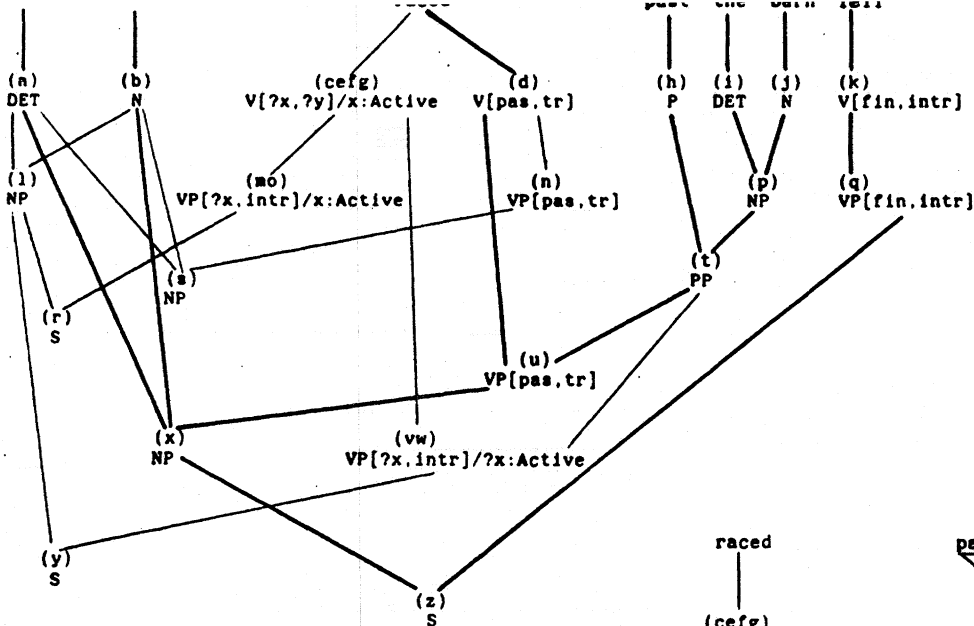 past the barn fell
(a) (b) (cefg) (d) (h) (i) (j) (k)
DET N V[?x,?y]/x:Active V[pas,tr] P DET N V[fin,intr]
(l) (mo) (n) (p) (q)
NP VP[?x,intr]/x:Active VP[pas,tr] NP VP[fin,intr]
(s) (t)
NP PP
(r)
S
(u)
VP[pas,tr]
(x) (vw)
NP VP[?x,intr]/?x:Active
(y) raced pa
S
(z)
S (cefg)